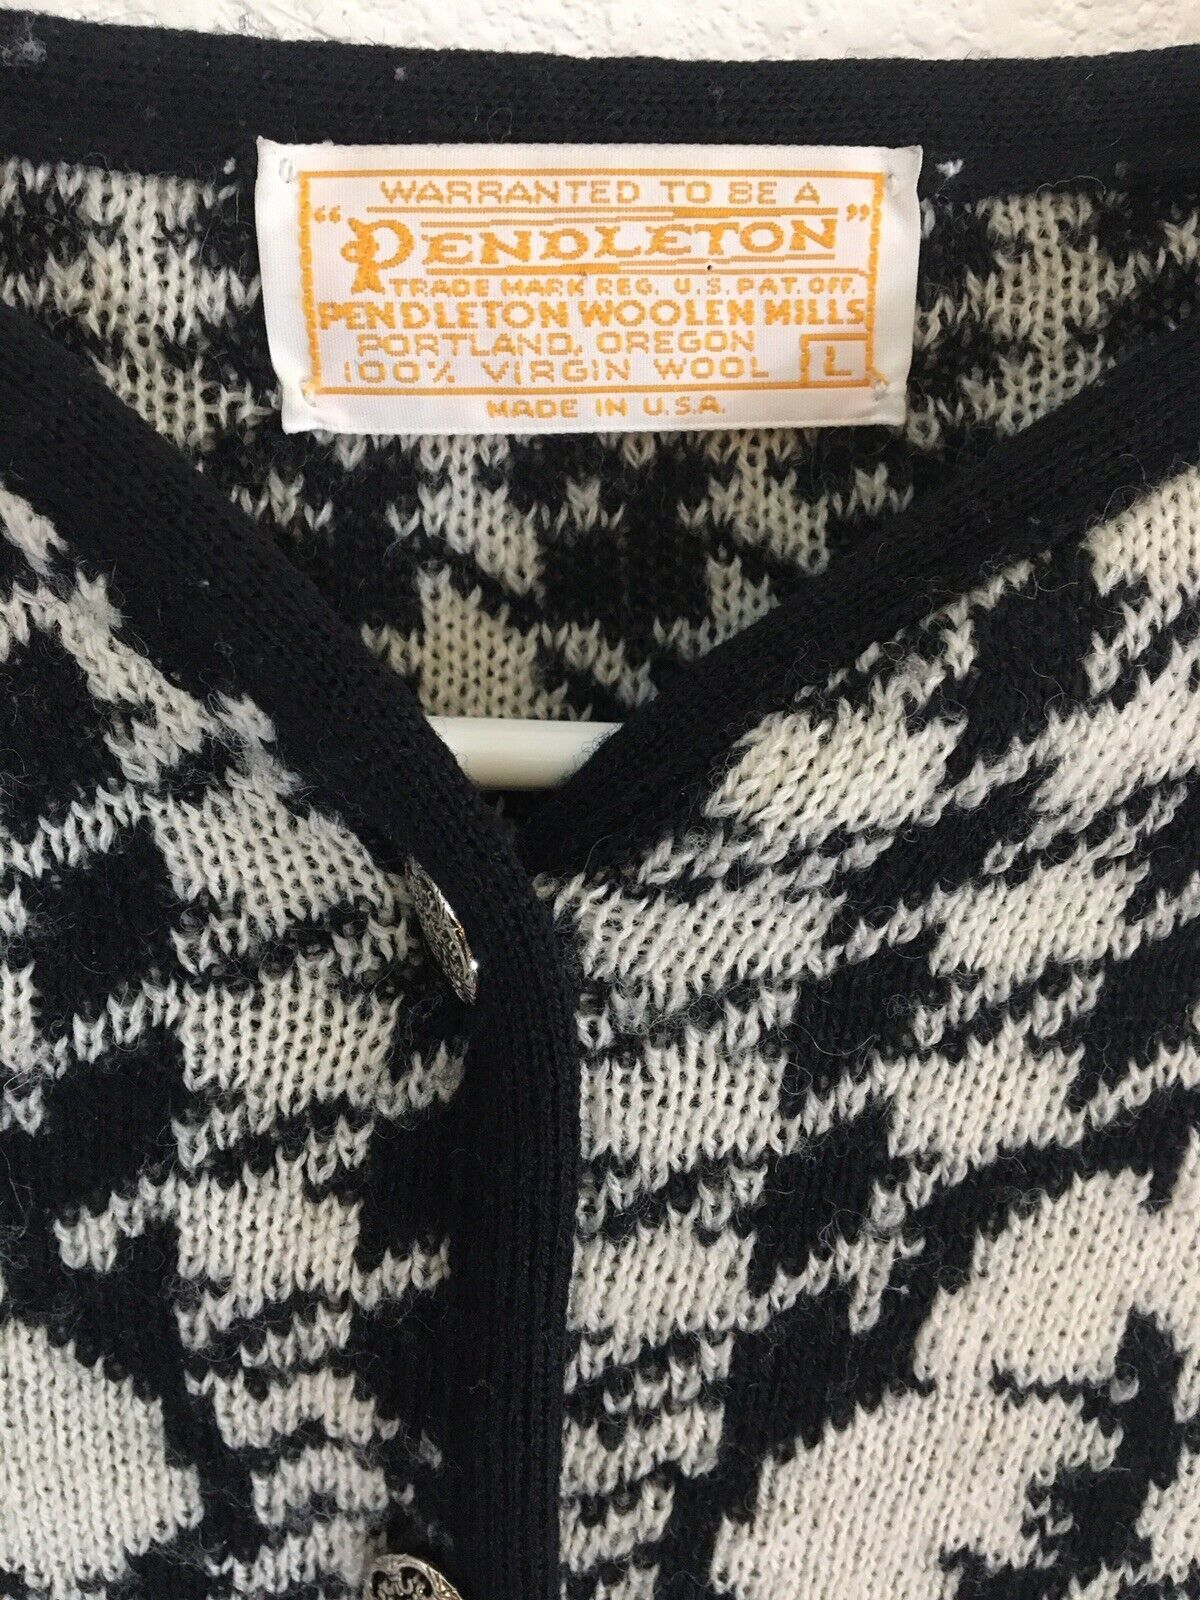 WARRANTED TO BE A
"PENDLETON"
TRADE MARK REG. U.S. PAT. OFF.
PENDLETON WOOLEN MILLS
PORTLAND, OREGON
100% VIRGIN WOOL L
MADE IN U.S.A.